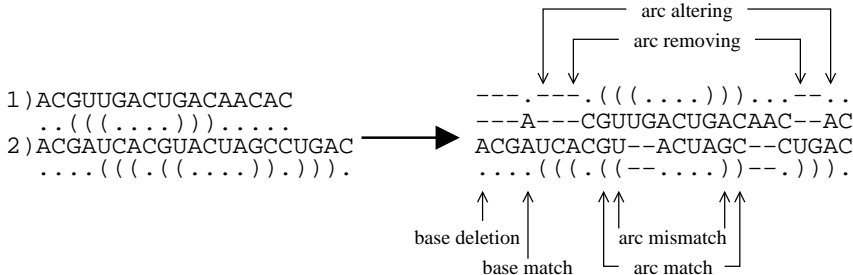 arc altering
arc removing
1)ACGUUGACUGACAACAC
..(((....))).....
2)ACGAUCACGUACUAGCCUGAC
....(((.((....)).))).
---.---.(((....)))...--..
---A---CGUUGACUGACAAC--AC
ACGAUCACGU--ACUAGC--CUGAC
....(((.((--....))--.))).
base deletion
arc mismatch
base match
arc match